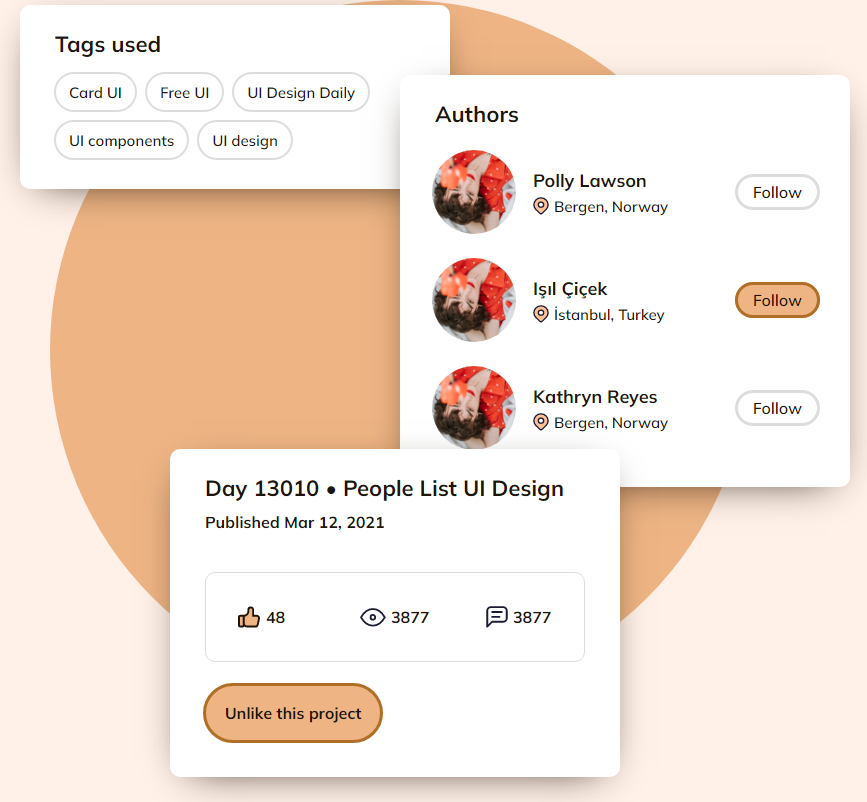 Tags used
Card UI Free UI UI Design Daily
UI components UI design
Authors
Polly Lawson
Bergen, Norway
Follow
Işıl Çiçek
İstanbul, Turkey
Follow
Kathryn Reyes
Bergen, Norway
Follow
Day 13010 • People List UI Design
Published Mar 12, 2021
48 3877 3877
Unlike this project